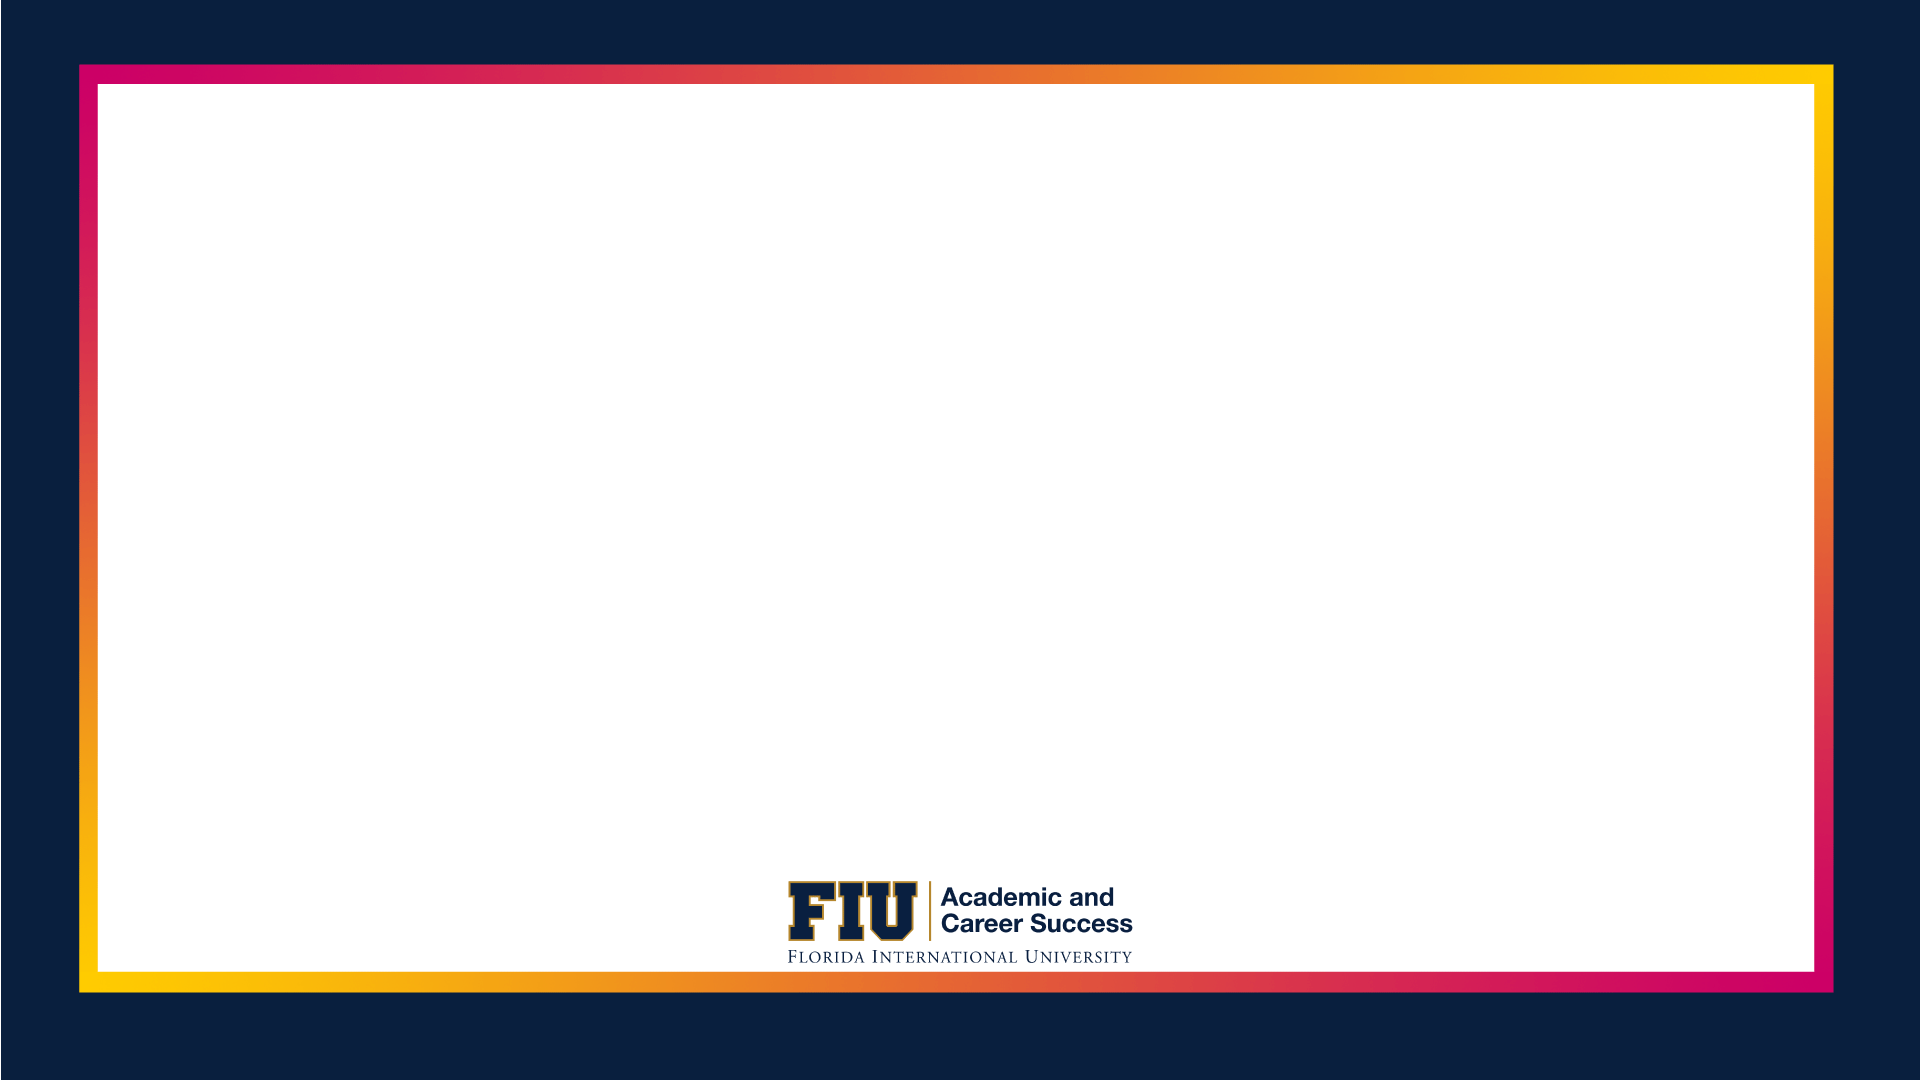 FIU
Academic and
Career Success
FLORIDA INTERNATIONAL UNIVERSITY